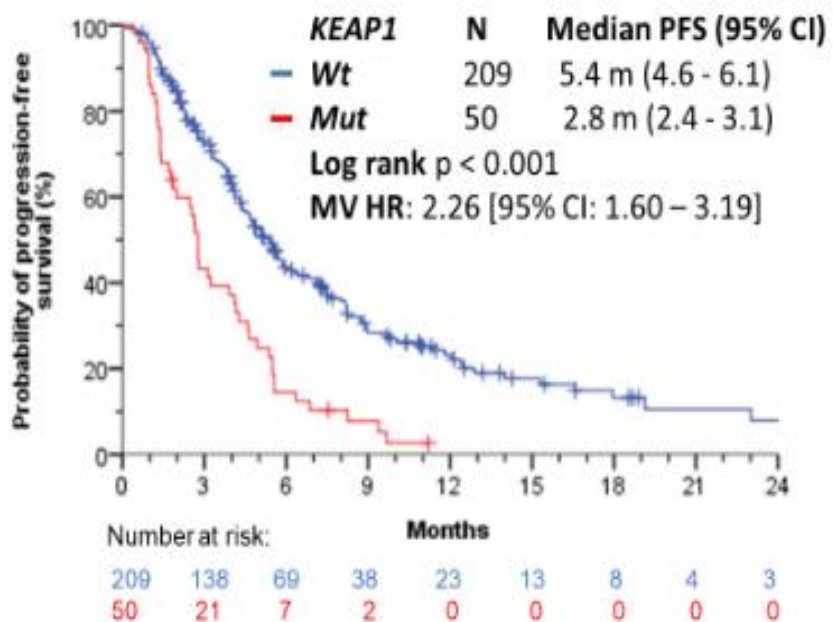 KEAP1 N Median PFS (95% CI)
Wt 209 5.4 m (4.6 - 6.1)
Mut 50 2.8 m (2.4 - 3.1)
Log rank p < 0.001
MV HR: 2.26 [95% CI: 1.60 – 3.19]
Probability of progression-free
survival (%)
100
80
60
40
20
0
0 3 6 9 12 15 18 21 24
Months
Number at risk:
209 138 69 38 23 13 8 4 3
50 21 7 2 0 0 0 0 0